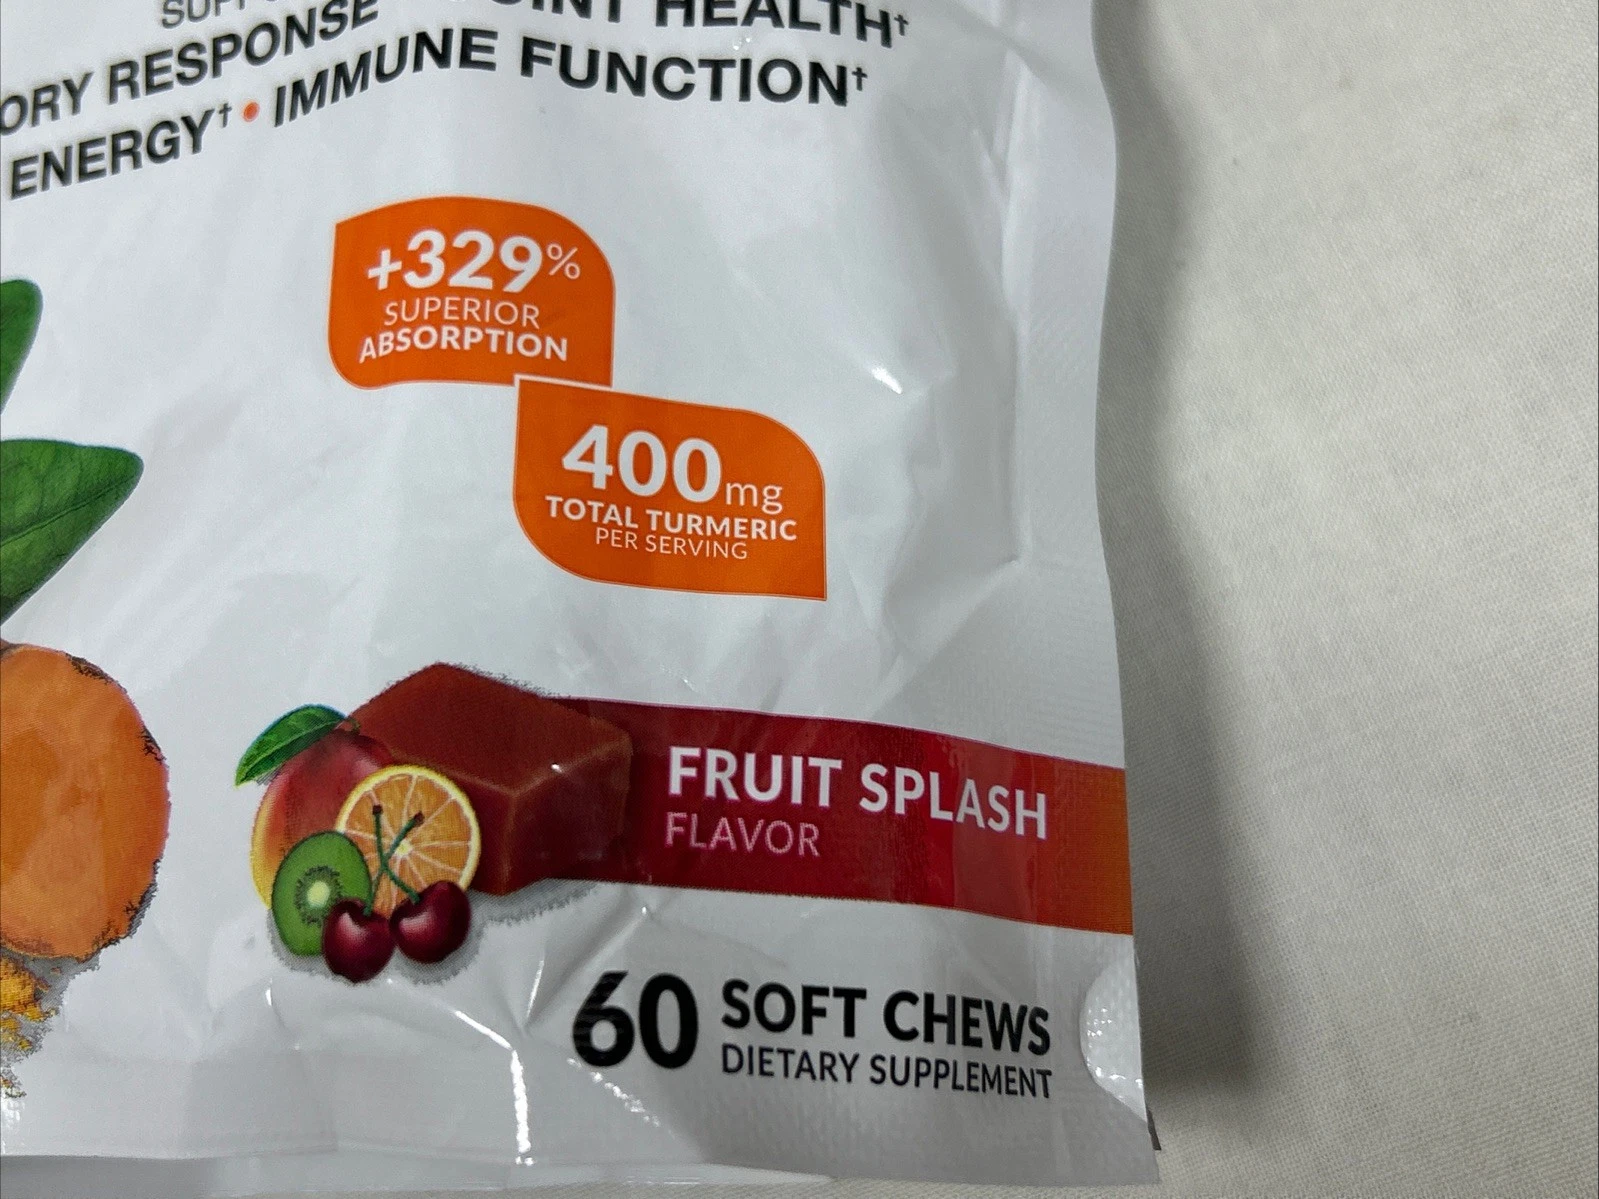 HEALTH†
RESPONSE
ENERGY† • IMMUNE FUNCTION†
+329%
SUPERIOR
ABSORPTION
400mg
TOTAL TURMERIC
PER SERVING
FRUIT SPLASH
FLAVOR
60 SOFT CHEWS
DIETARY SUPPLEMENT